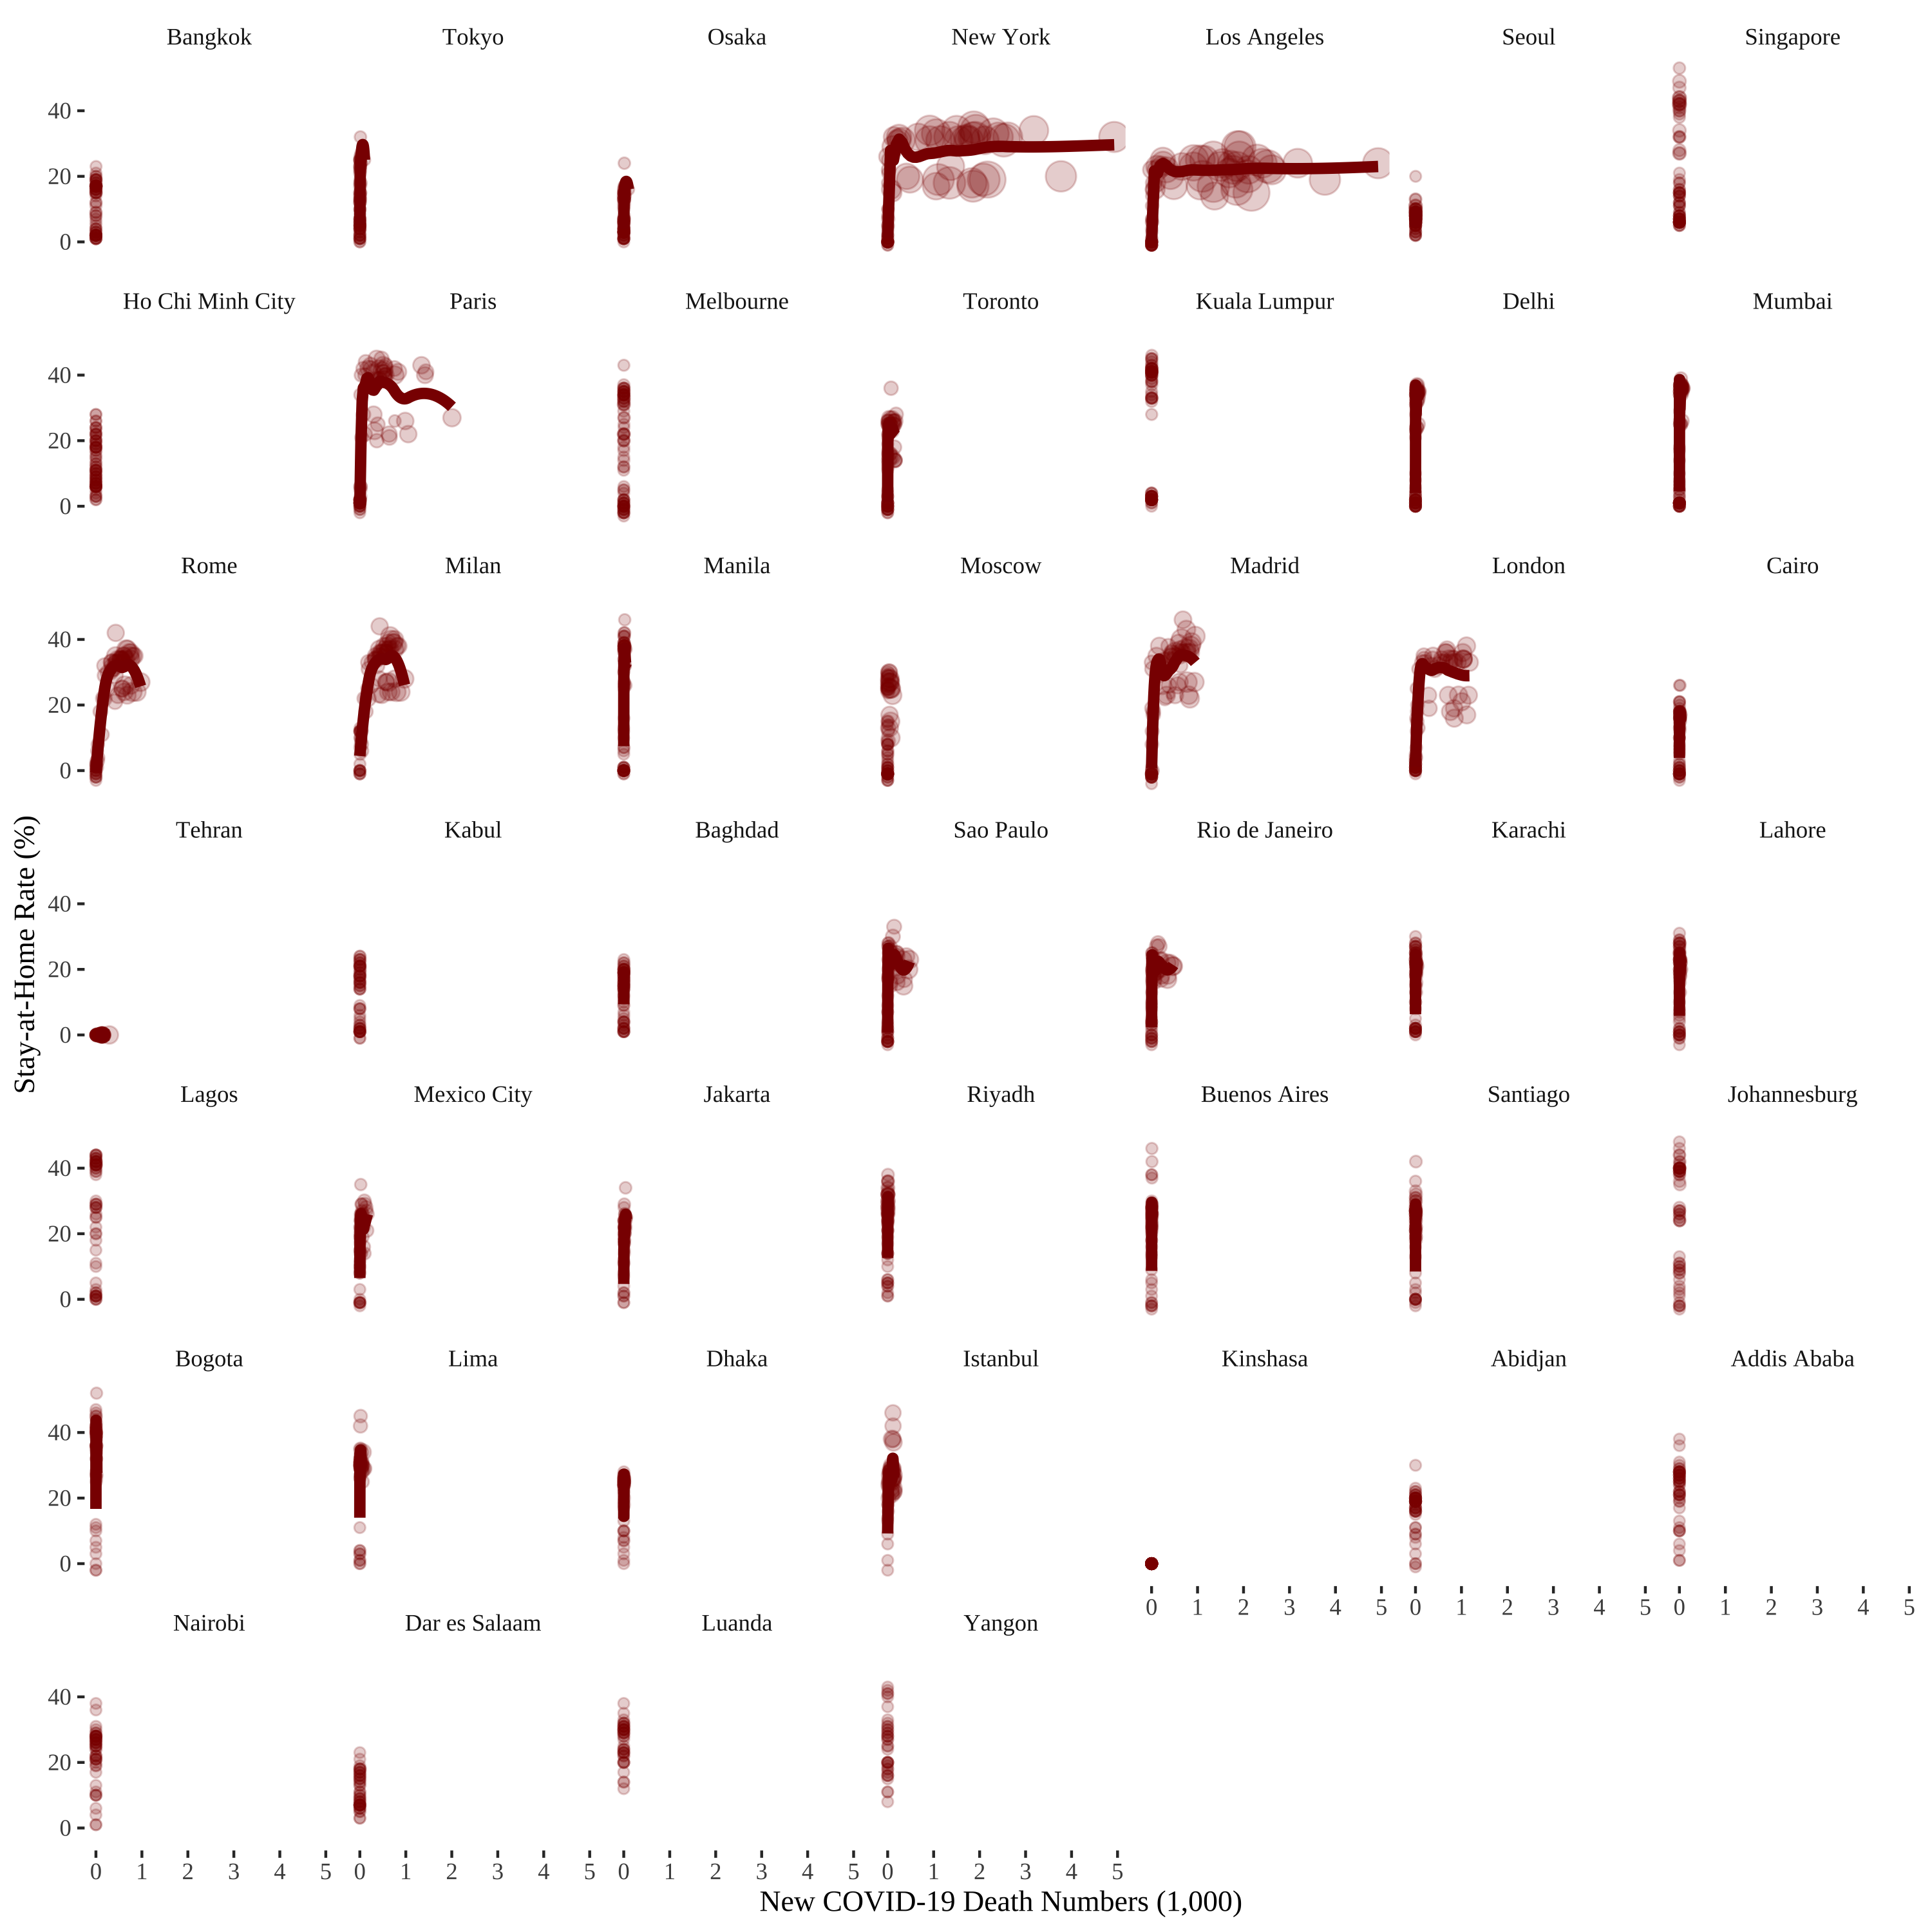 Bangkok Tokyo Osaka New York Los Angeles Seoul Singapore
40
20
0
Ho Chi Minh City Paris Melbourne Toronto Kuala Lumpur Delhi Mumbai
40
20
0
Rome Milan Manila Moscow Madrid London Cairo
40
20
0
Stay-at-Home Rate (%)
Tehran Kabul Baghdad Sao Paulo Rio de Janeiro Karachi Lahore
40
20
0
Lagos Mexico City Jakarta Riyadh Buenos Aires Santiago Johannesburg
40
20
0
Bogota Lima Dhaka Istanbul Kinshasa Abidjan Addis Ababa
40
20
0
0 1 2 3 4 5 0 1 2 3 4 5 0 1 2 3 4 5
Nairobi Dar es Salaam Luanda Yangon
40
20
0
0 1 2 3 4 5 0 1 2 3 4 5 0 1 2 3 4 5 0 1 2 3 4 5
New COVID-19 Death Numbers (1,000)